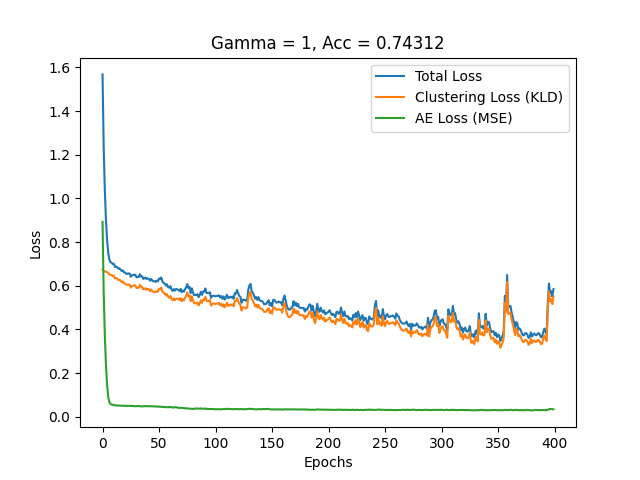 Gamma = 1, Acc = 0.74312
Total Loss
Clustering Loss (KLD)
AE Loss (MSE)
Loss
1.6
1.4
1.2
1.0
0.8
0.6
0.4
0.2
0.0
0 50 100 150 200 250 300 350 400
Epochs